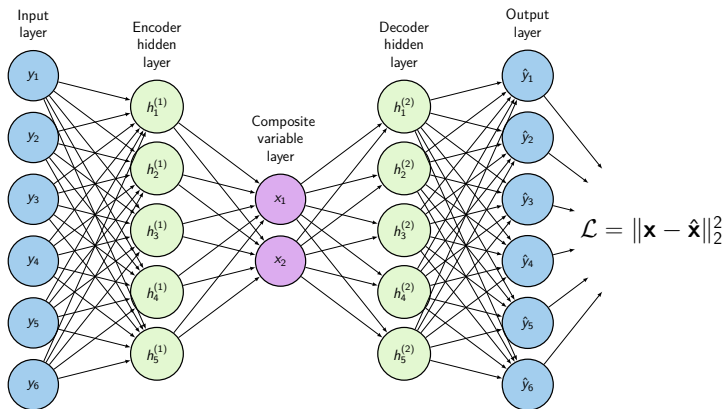 Input
layer
Encoder
hidden
layer
Composite
variable
layer
Decoder
hidden
layer
Output
layer
y₁
y₂
y₃
y₄
y₅
y₆
h₁⁽¹⁾
h₂⁽¹⁾
h₃⁽¹⁾
h₄⁽¹⁾
h₅⁽¹⁾
x₁
x₂
h₁⁽²⁾
h₂⁽²⁾
h₃⁽²⁾
h₄⁽²⁾
h₅⁽²⁾
ŷ₁
ŷ₂
ŷ₃
ŷ₄
ŷ₅
ŷ₆
ℒ = ‖𝐱 − 𝐱̂‖₂²